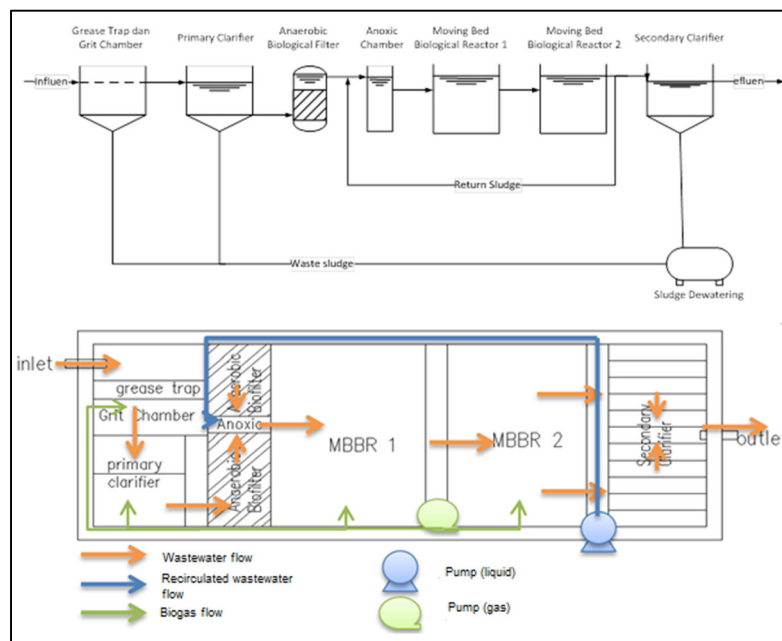 Grease Trap dan
Grit Chamber
Primary Clarifier
Anaerobic
Biological Filter
Anoxic
Chamber
Moving Bed
Biological Reactor 1
Moving Bed
Biological Reactor 2
Secondary Clarifier
Influen
efluen
Return Sludge
Waste sludge
Sludge Dewatering
inlet
grease trap
Grit Chamber
primary
clarifier
Anaerobic
Biofilter
Anoxic
Anaerobic
Biofilter
MBBR 1
MBBR 2
Secondary
Clarifier
outlet
Wastewater flow
Recirculated wastewater
flow
Biogas flow
Pump (liquid)
Pump (gas)